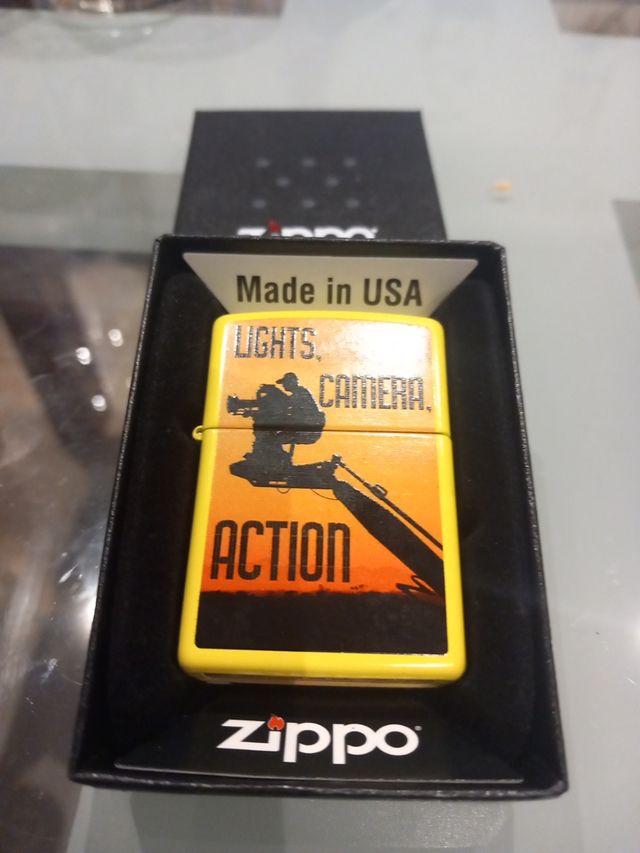 zippo
Made in USA
LIGHTS,
CAMERA,
ACTION
zippo